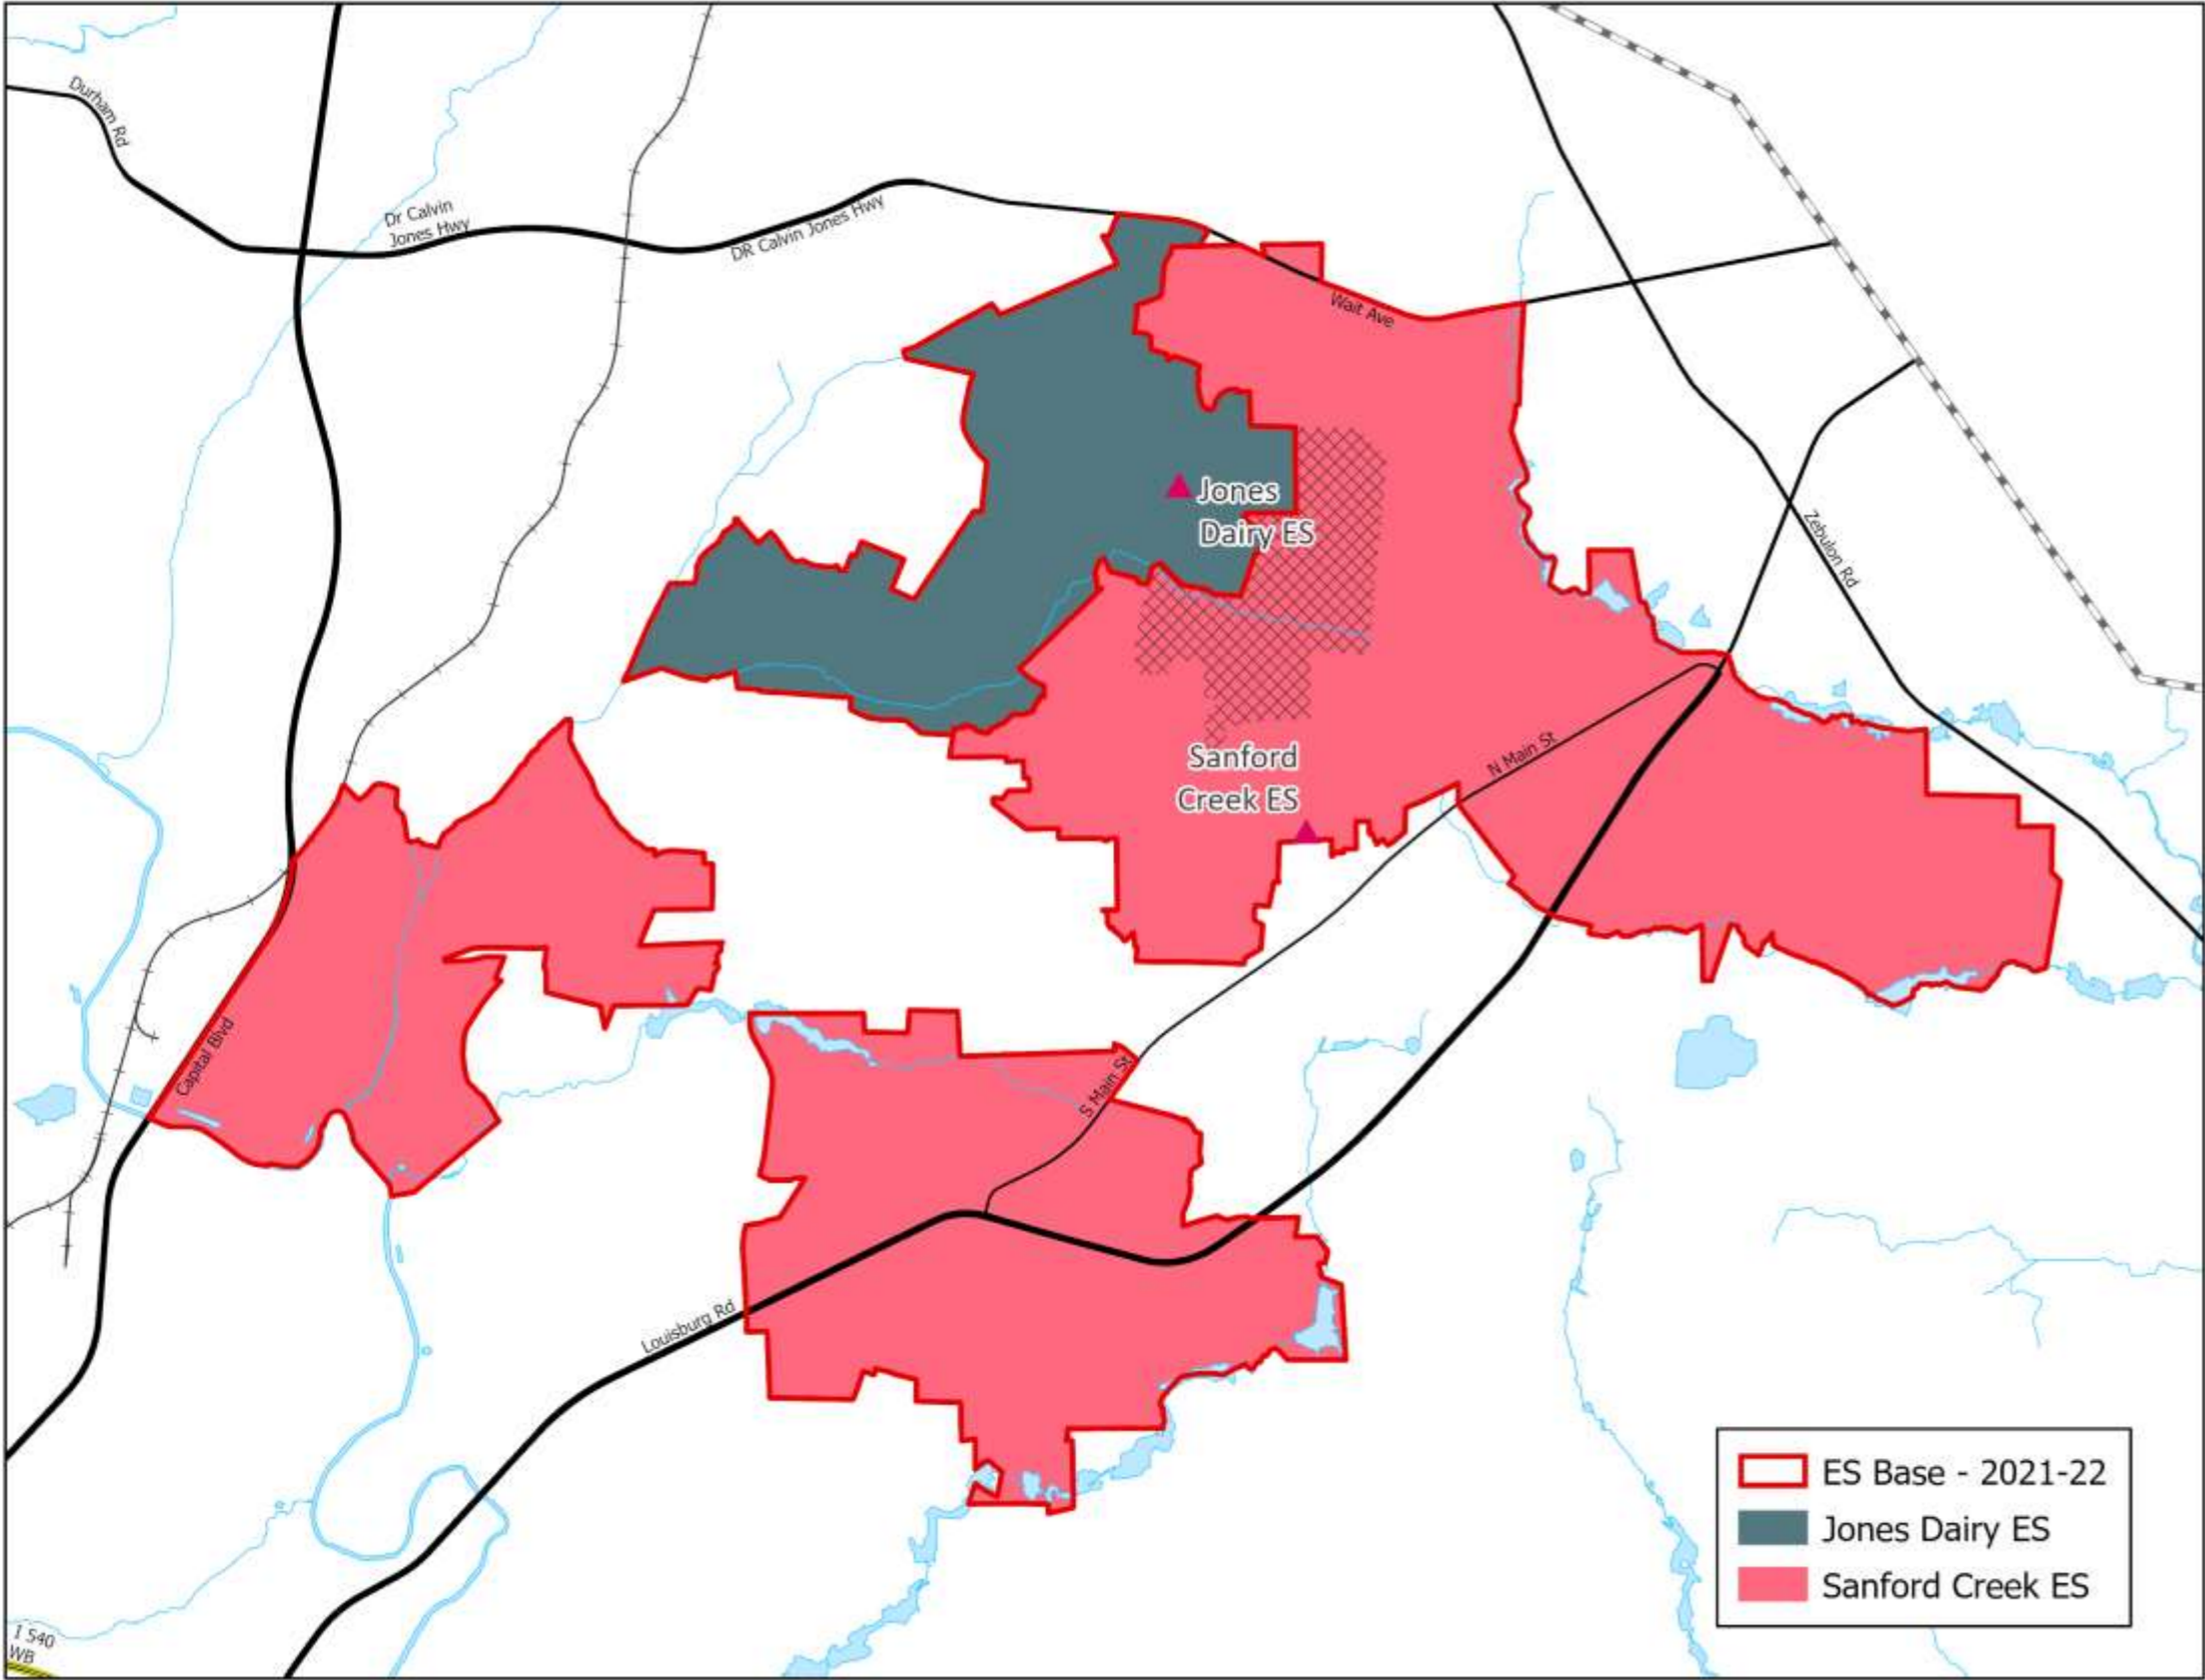 Durham Rd
Dr Calvin
Jones Hwy
DR Calvin Jones Hwy
Wait Ave
Jones
Dairy ES
Zebulon Rd
N Main St
Sanford
Creek ES
Capital Blvd
S Main St
Louisburg Rd
I 540
WB
ES Base - 2021-22
Jones Dairy ES
Sanford Creek ES